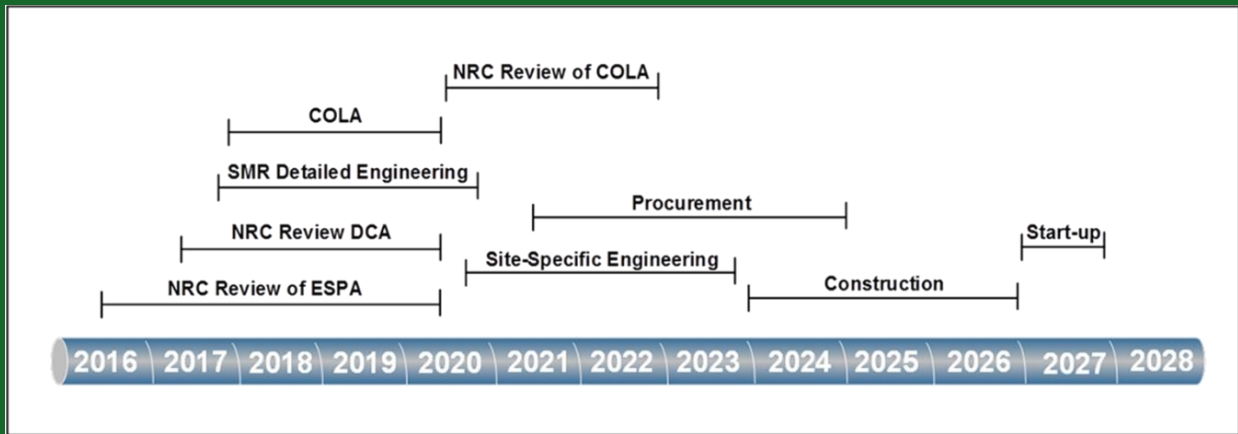 NRC Review of COLA
COLA
SMR Detailed Engineering
Procurement
NRC Review DCA
Start-up
Site-Specific Engineering
Construction
NRC Review of ESPA
2016 2017 2018 2019 2020 2021 2022 2023 2024 2025 2026 2027 2028